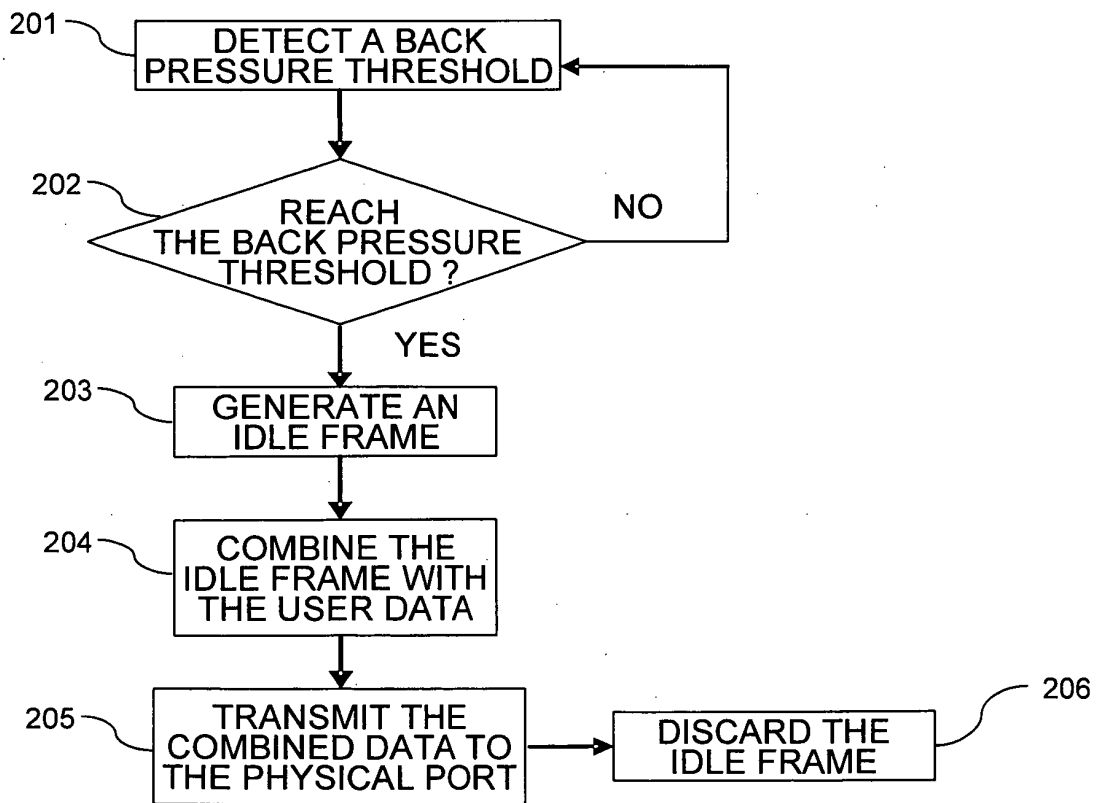 201
DETECT A BACK
PRESSURE THRESHOLD
202
REACH
THE BACK PRESSURE
THRESHOLD ?
NO
YES
203
GENERATE AN
IDLE FRAME
204
COMBINE THE
IDLE FRAME WITH
THE USER DATA
205
TRANSMIT THE
COMBINED DATA TO
THE PHYSICAL PORT
206
DISCARD THE
IDLE FRAME